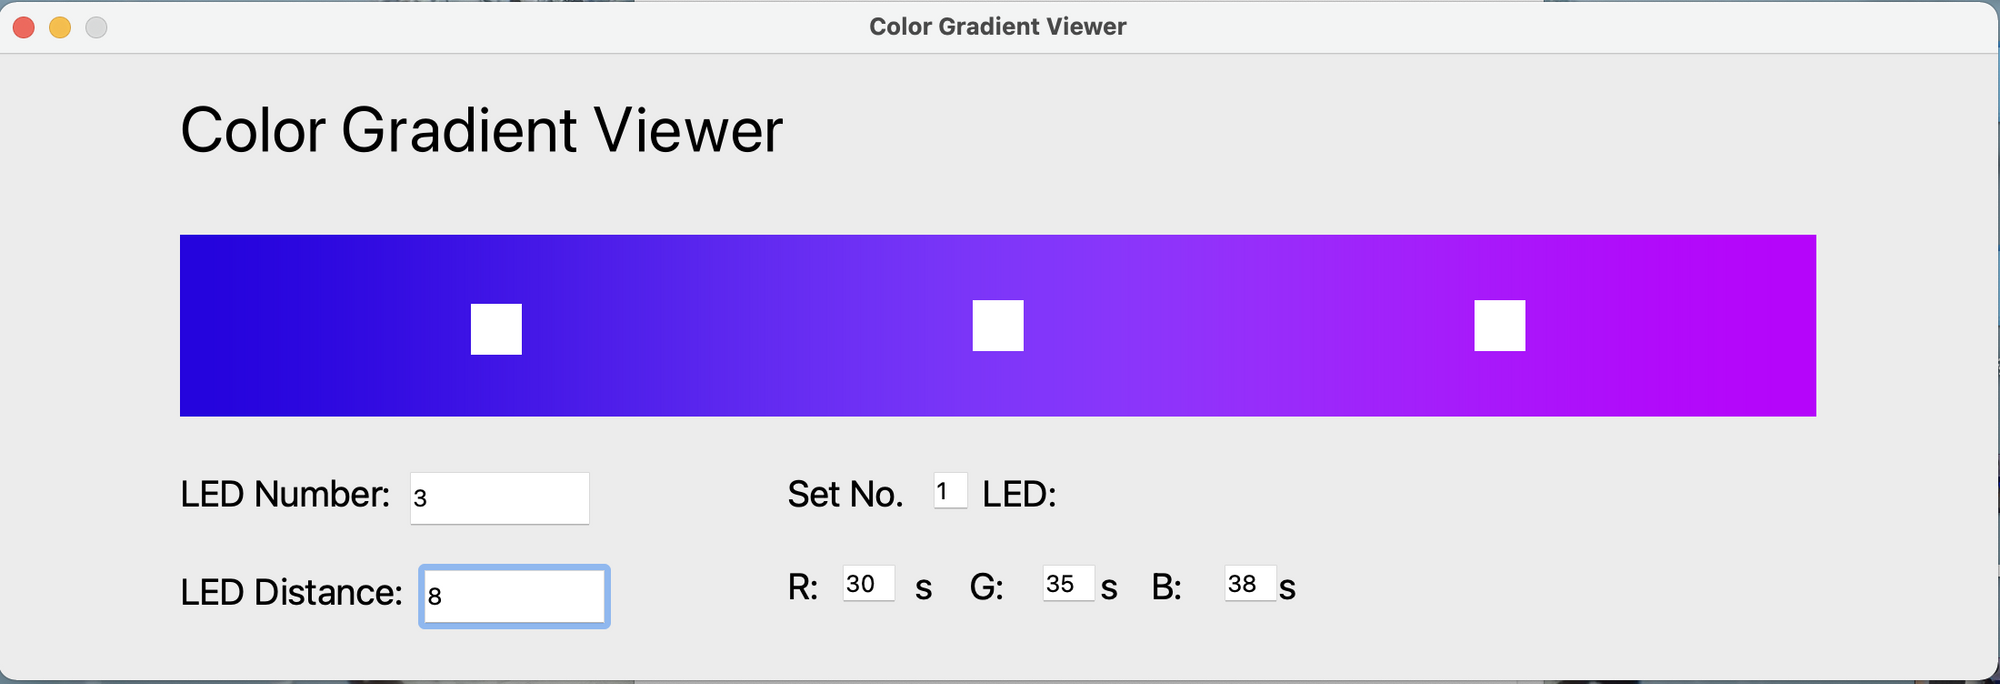 Color Gradient Viewer
Color Gradient Viewer
LED Number: 3
Set No. 1 LED:
LED Distance: 8
R: 30 s G: 35 s B: 38 s